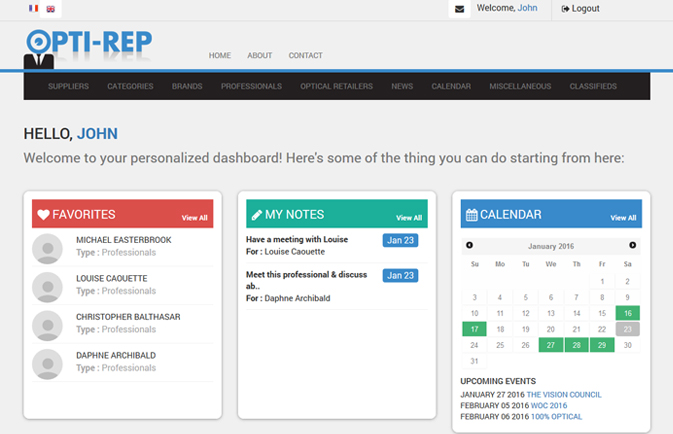 Welcome, John
Logout
OPTI-REP
HOME ABOUT CONTACT
SUPPLIERS CATEGORIES BRANDS PROFESSIONALS OPTICAL RETAILERS NEWS CALENDAR MISCELLANEOUS CLASSIFIEDS
HELLO, JOHN
Welcome to your personalized dashboard! Here's some of the thing you can do starting from here:
FAVORITES View All
MICHAEL EASTERBROOK
Type : Professionals
LOUISE CAOUETTE
Type : Professionals
CHRISTOPHER BALTHASAR
Type : Professionals
DAPHNE ARCHIBALD
Type : Professionals
MY NOTES View All
Have a meeting with Louise Jan 23
For : Louise Caouette
Meet this professional & discuss Jan 23
ab..
For : Daphne Archibald
CALENDAR View All
January 2016
Su Mo Tu We Th Fr Sa
1 2
3 4 5 6 7 8 9
10 11 12 13 14 15 16
17 18 19 20 21 22 23
24 25 26 27 28 29 30
31
UPCOMING EVENTS
JANUARY 27 2016 THE VISION COUNCIL
FEBRUARY 05 2016 WOC 2016
FEBRUARY 06 2016 100% OPTICAL